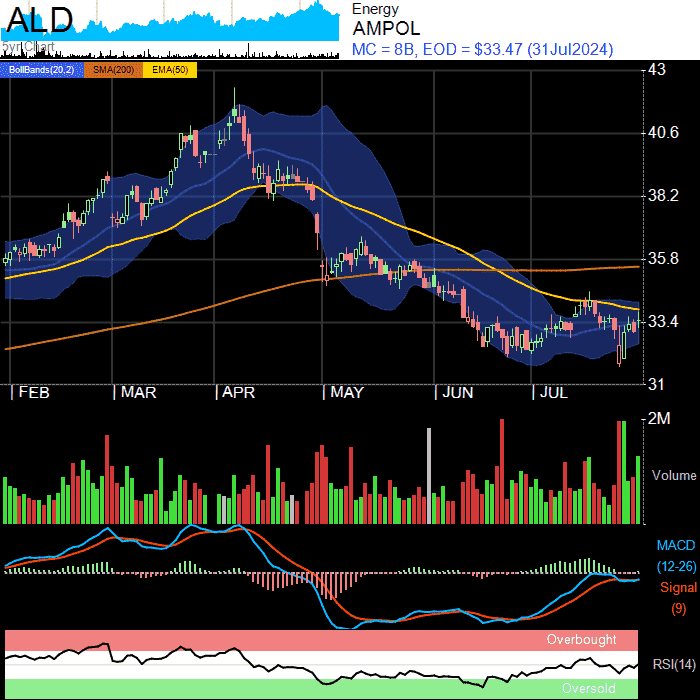 ALD
5yr Chart
Energy
AMPOL
MC = 8B, EOD = $33.47 (31Jul2024)
BollBands(20,2) SMA(200) EMA(50)
43
40.6
38.2
35.8
33.4
31
FEB MAR APR MAY JUN JUL
2M
Volume
MACD
(12-26)
Signal
(9)
Overbought
RSI(14)
Oversold